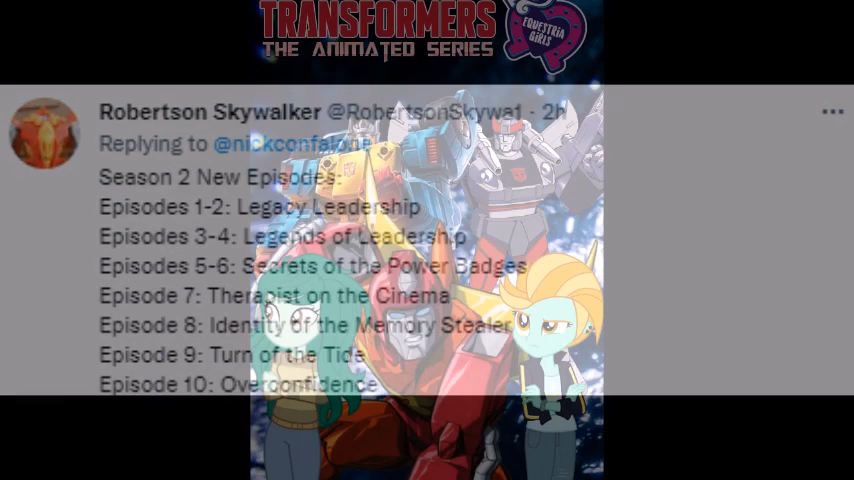 TRANSFORMERS
THE ANIMATED SERIES
EQUESTRIA
GIRLS
Robertson Skywalker @RobertsonSkywa1 · 2h
Replying to @nickconfalone
Season 2 New Episodes:
Episodes 1-2: Legacy Leadership
Episodes 3-4: Legends of Leadership
Episodes 5-6: Secrets of the Power Badges
Episode 7: Therapist on the Cinema
Episode 8: Identity of the Memory Stealer
Episode 9: Turn of the Tide
Episode 10: Overconfidence